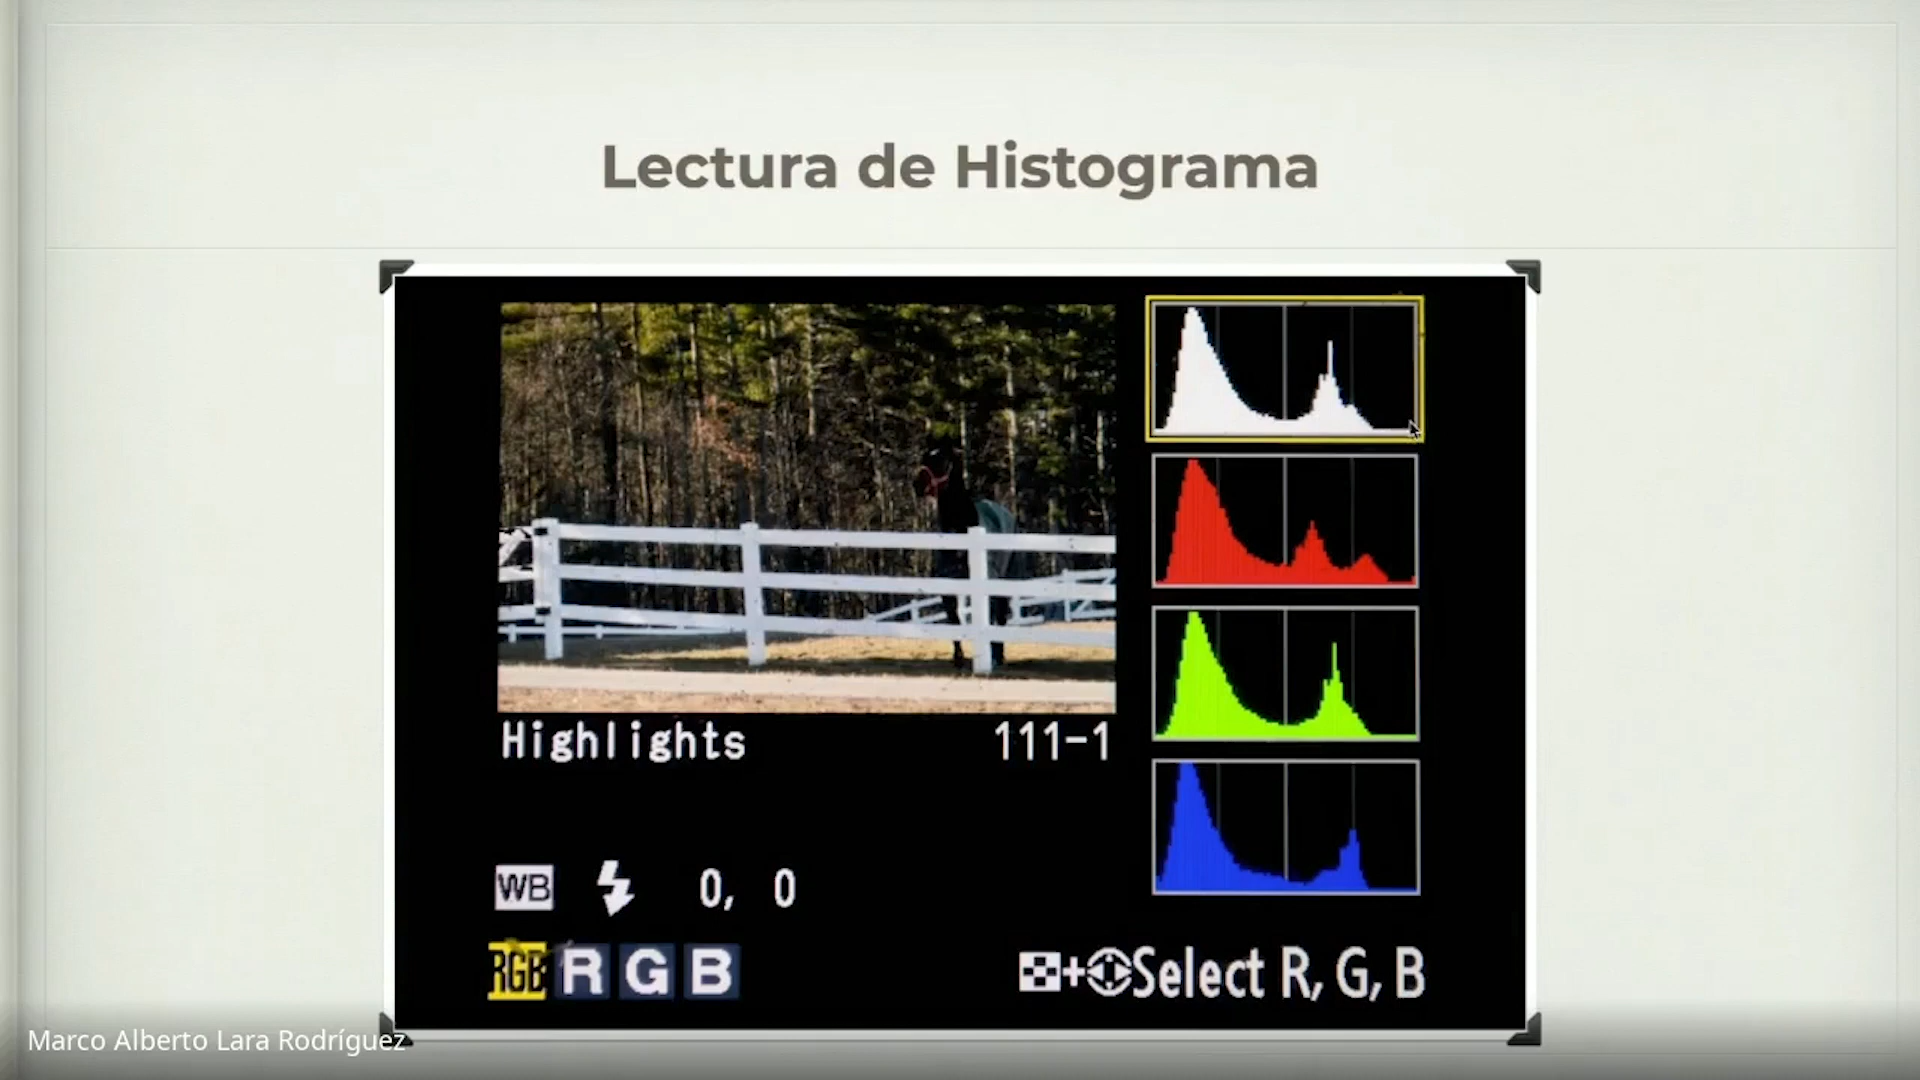 Lectura de Histograma
Highlights 111-1
WB 0, 0
RGB R G B
+Select R, G, B
Marco Alberto Lara Rodríguez